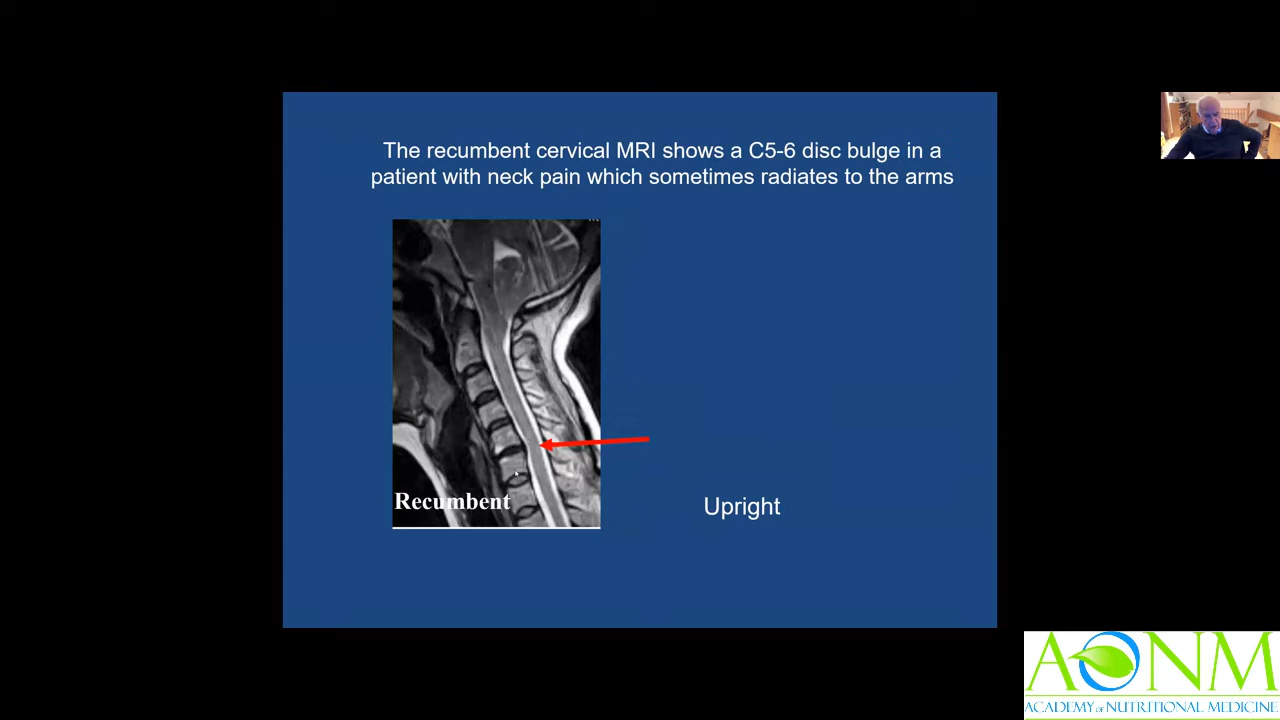 The recumbent cervical MRI shows a C5-6 disc bulge in a
patient with neck pain which sometimes radiates to the arms
Recumbent
Upright
AONM
ACADEMY of NUTRITIONAL MEDICINE